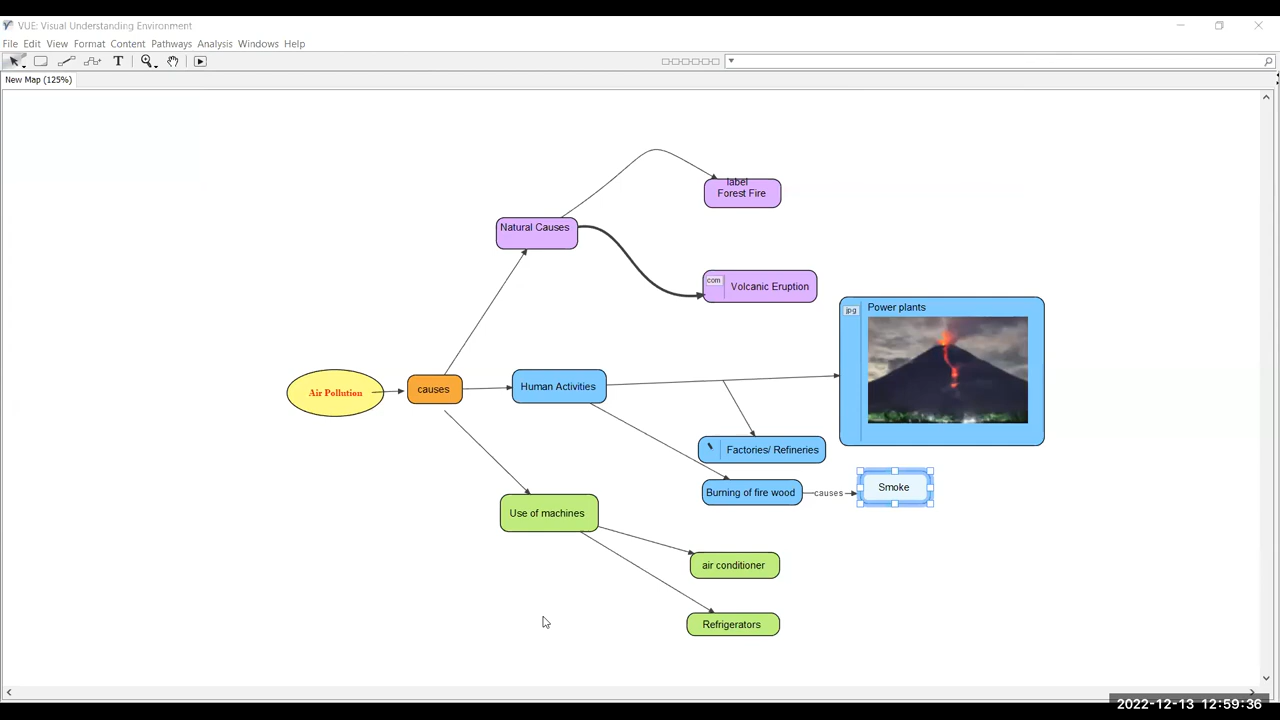 VUE: Visual Understanding Environment
File Edit View Format Content Pathways Analysis Windows Help
T
New Map (125%)
label
Forest Fire
Natural Causes
com
Volcanic Eruption
jpg
Power plants
Air Pollution
causes
Human Activities
Factories/ Refineries
Burning of fire wood
causes
Smoke
Use of machines
air conditioner
Refrigerators
2022-12-13 12:59:36